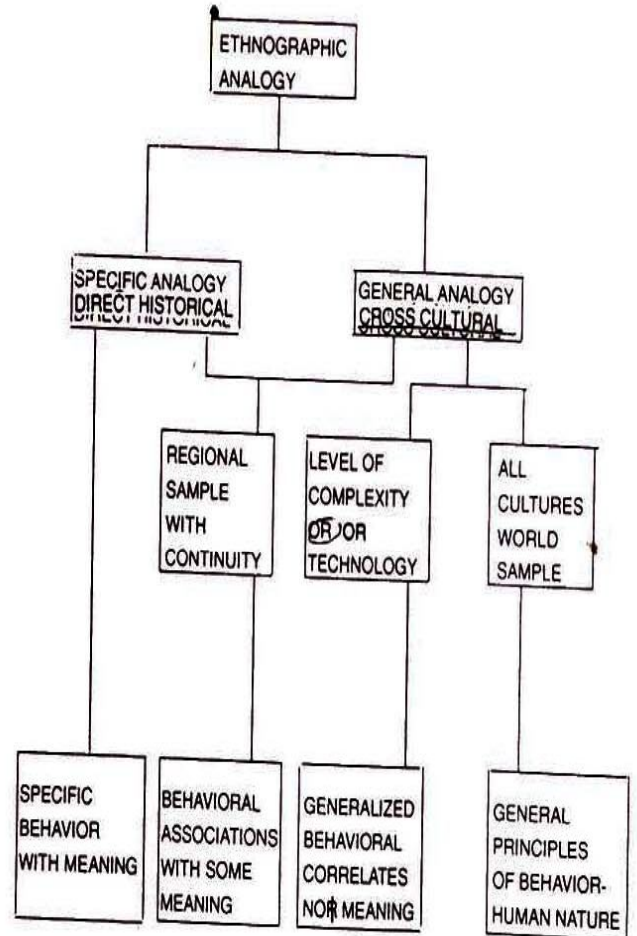 ETHNOGRAPHIC
ANALOGY
SPECIFIC ANALOGY
DIRECT HISTORICAL
GENERAL ANALOGY
CROSS CULTURAL
REGIONAL
SAMPLE
WITH
CONTINUITY
LEVEL OF
COMPLEXITY
OR OR
TECHNOLOGY
ALL
CULTURES
WORLD
SAMPLE
SPECIFIC
BEHAVIOR
WITH MEANING
BEHAVIORAL
ASSOCIATIONS
WITH SOME
MEANING
GENERALIZED
BEHAVIORAL
CORRELATES
MEANING
GENERAL
PRINCIPLES
OF BEHAVIOR-
HUMAN NATURE